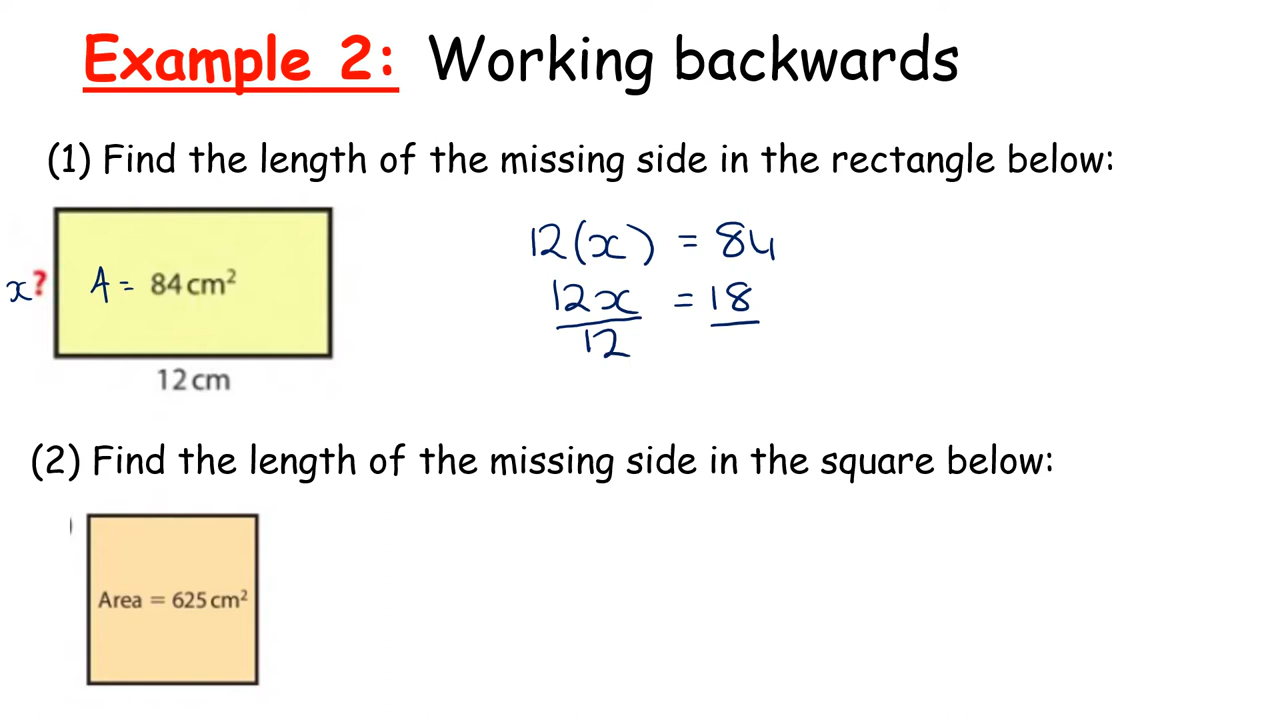 Example 2: Working backwards
(1) Find the length of the missing side in the rectangle below:
x?
A = 84 cm²
12 cm
12(x) = 84
12x = 18
12
(2) Find the length of the missing side in the square below:
)
Area = 625 cm²